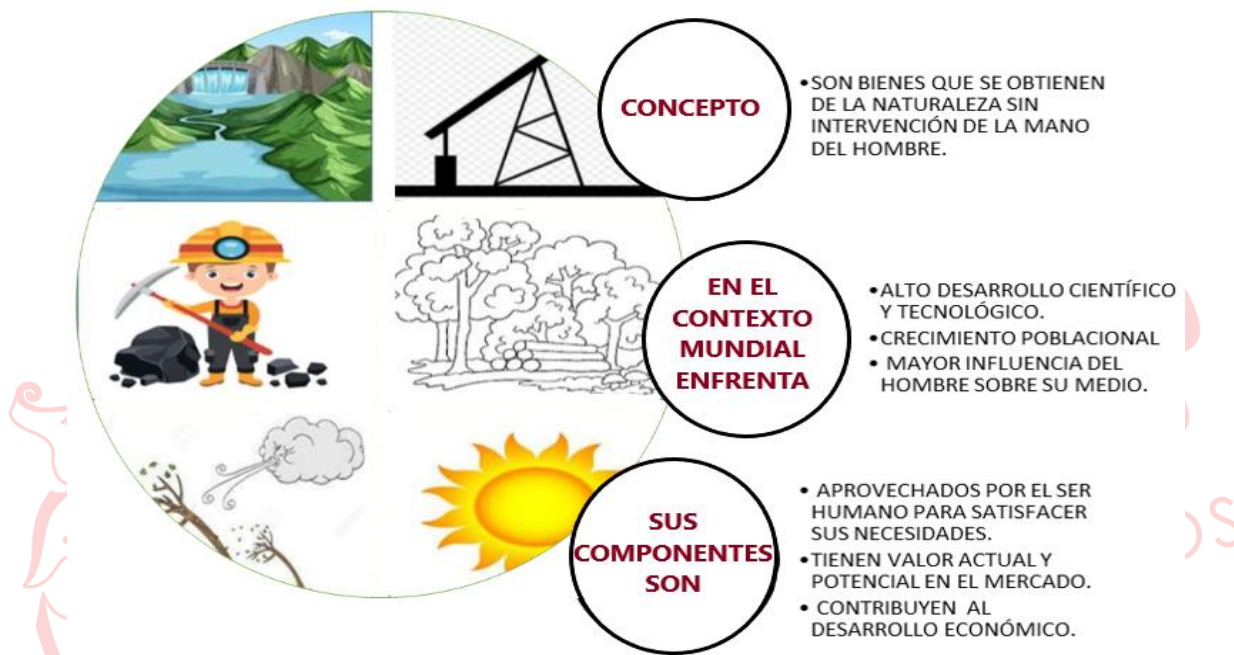 CONCEPTO
•SON BIENES QUE SE OBTIENEN
DE LA NATURALEZA SIN
INTERVENCIÓN DE LA MANO
DEL HOMBRE.
EN EL
CONTEXTO
MUNDIAL
ENFRENTA
•ALTO DESARROLLO CIENTÍFICO
Y TECNOLÓGICO.
•CRECIMIENTO POBLACIONAL
• MAYOR INFLUENCIA DEL
HOMBRE SOBRE SU MEDIO.
SUS
COMPONENTES
SON
• APROVECHADOS POR EL SER
HUMANO PARA SATISFACER
SUS NECESIDADES.
•TIENEN VALOR ACTUAL Y
POTENCIAL EN EL MERCADO.
• CONTRIBUYEN AL
DESARROLLO ECONÓMICO.